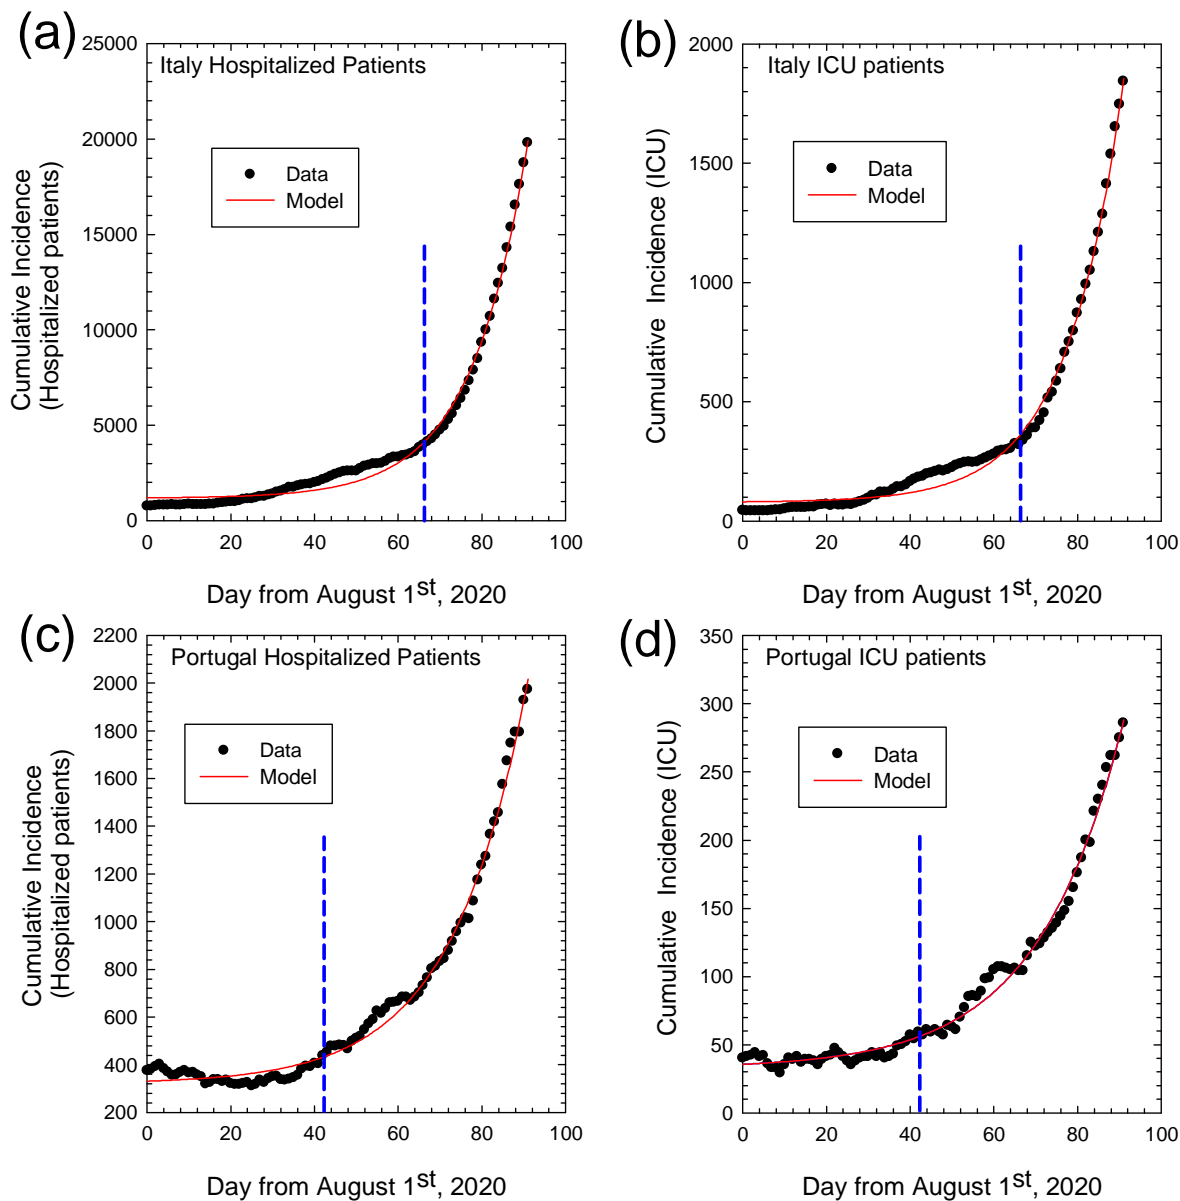 (a)
25000
20000
15000
10000
5000
0
Cumulative Incidence
(Hospitalized patients)
Italy Hospitalized Patients
Data
Model
0 20 40 60 80 100
Day from August 1st, 2020
(b)
2000
1500
1000
500
0
Cumulative Incidence (ICU)
Italy ICU patients
Data
Model
0 20 40 60 80 100
Day from August 1st, 2020
(c)
2200
2000
1800
1600
1400
1200
1000
800
600
400
200
Cumulative Incidence
(Hospitalized patients)
Portugal Hospitalized Patients
Data
Model
0 20 40 60 80 100
Day from August 1st, 2020
(d)
350
300
250
200
150
100
50
0
Cumulative Incidence (ICU)
Portugal ICU patients
Data
Model
0 20 40 60 80 100
Day from August 1st, 2020